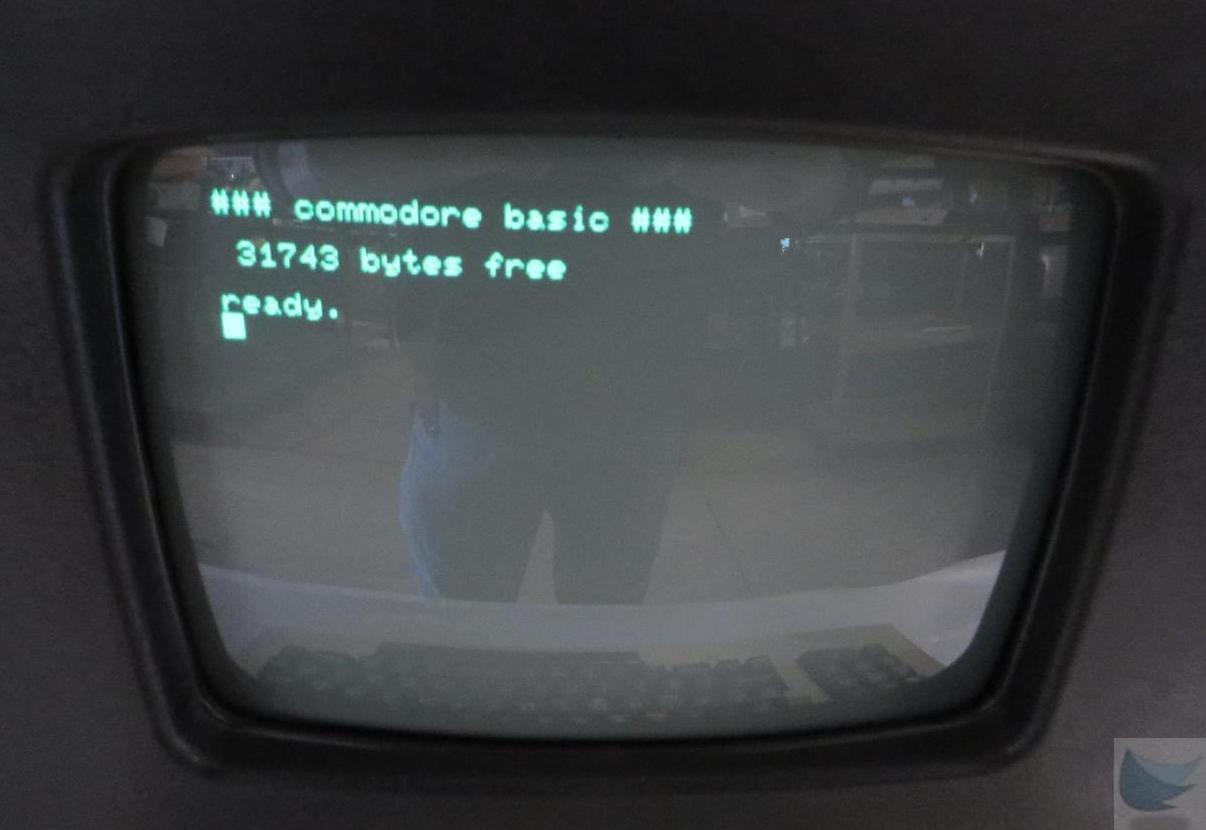 ### commodore basic ###
31743 bytes free
ready.